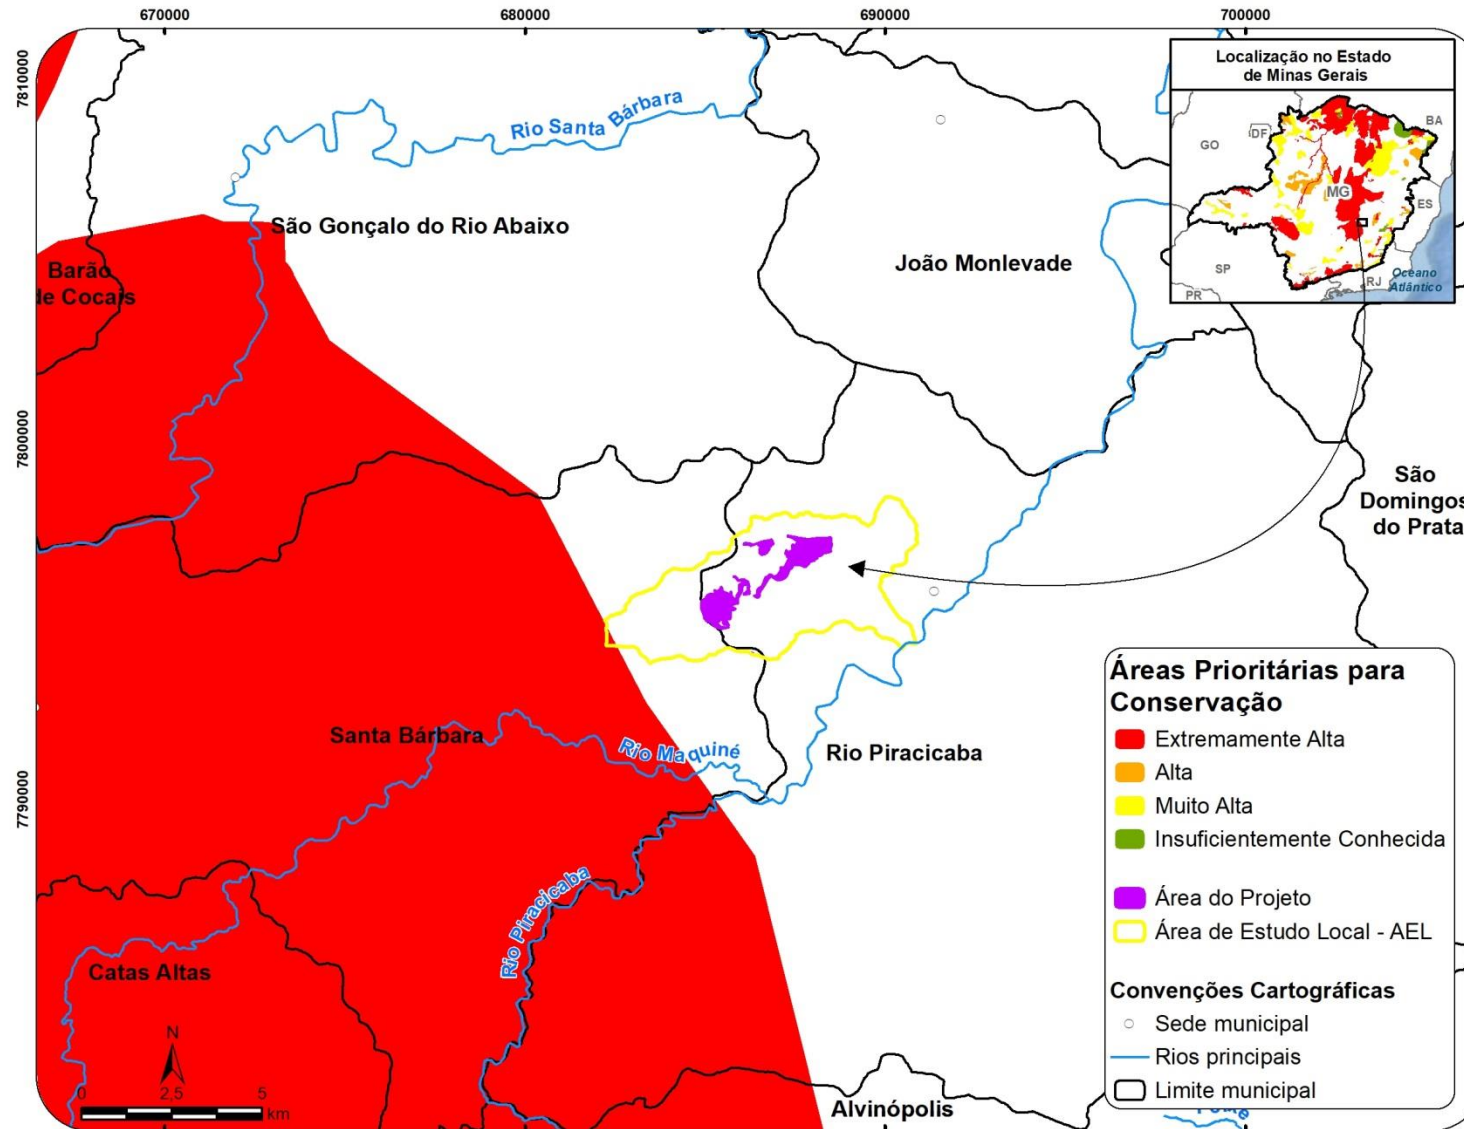 670000
680000
690000
700000
7810000
7800000
7790000
Localização no Estado
de Minas Gerais
BA
DF
GO
MG
ES
SP
RJ
PR
Oceano
Atlântico
Rio Santa Bárbara
São Gonçalo do Rio Abaixo
João Monlevade
Barão
de Cocais
São
Domingos
do Prata
Santa Bárbara
Rio Maquiné
Rio Piracicaba
Rio Piracicaba
Catas Altas
Alvinópolis
N
0 2,5 5
km
Áreas Prioritárias para
Conservação
Extremamente Alta
Alta
Muito Alta
Insuficientemente Conhecida
Área do Projeto
Área de Estudo Local - AEL
Convenções Cartográficas
Sede municipal
Rios principais
Limite municipal